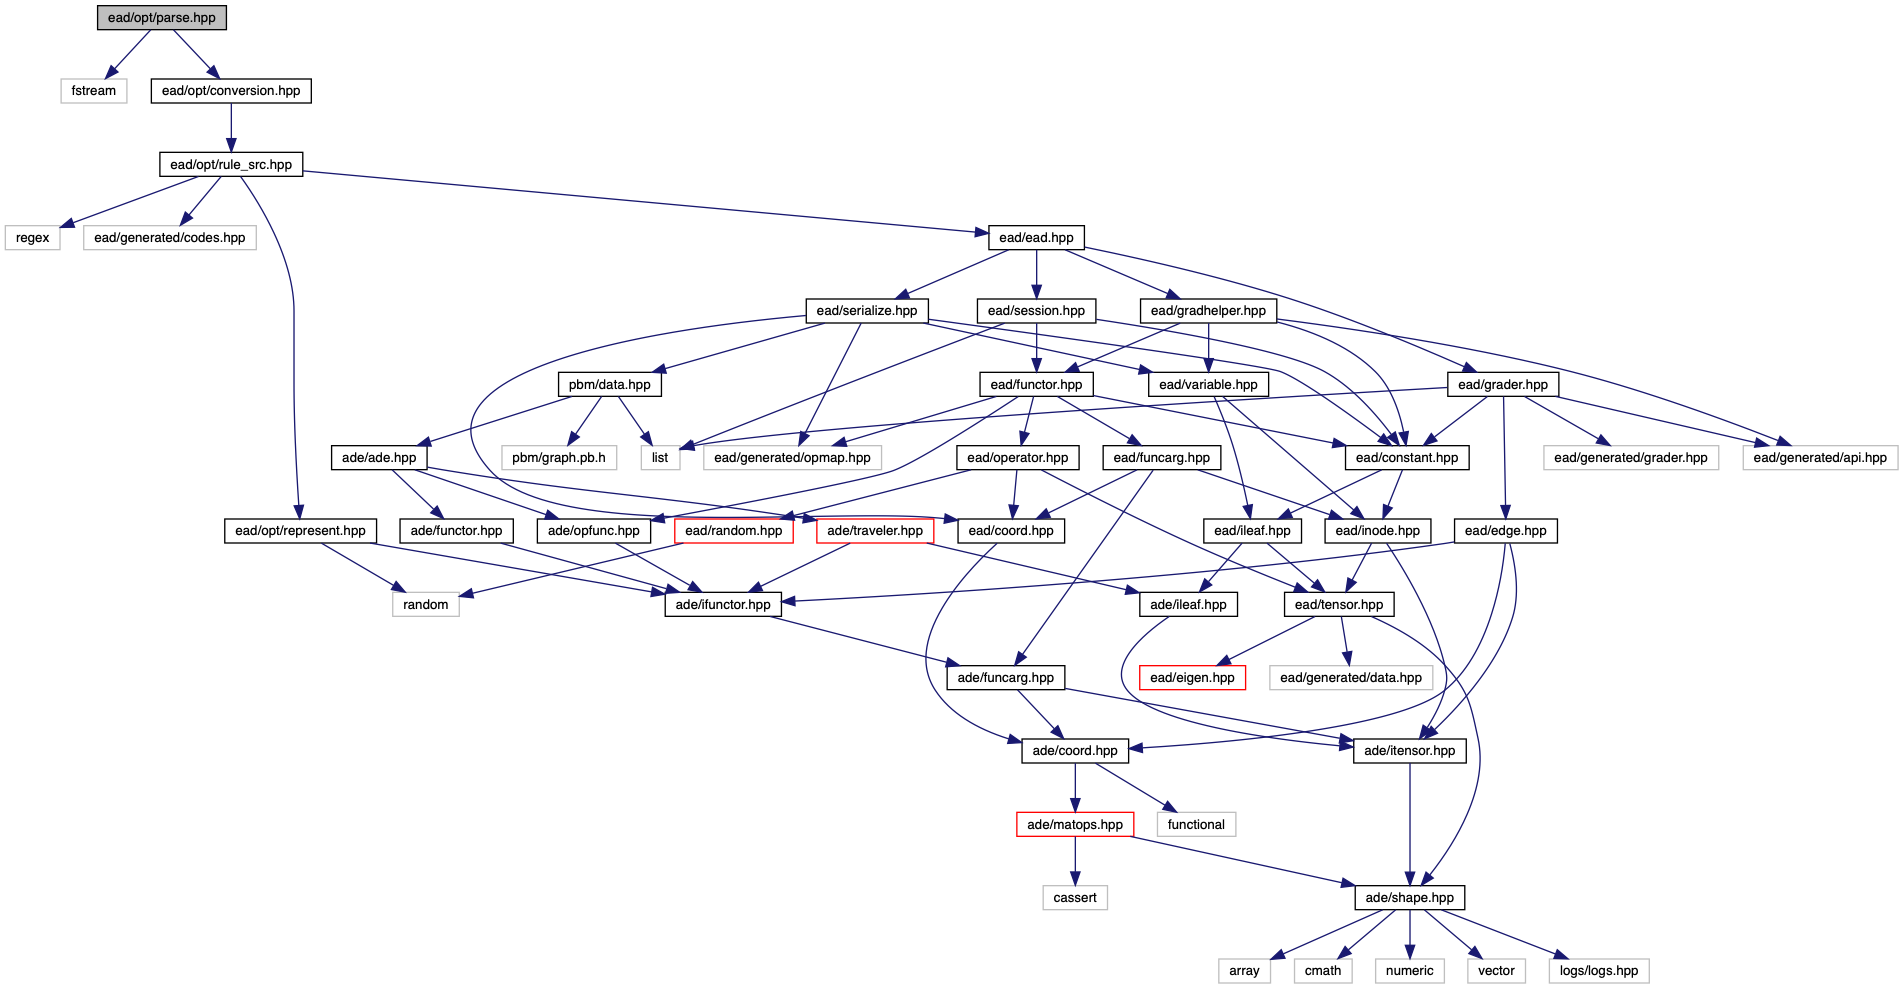 ead/opt/parse.hpp
fstream
ead/opt/conversion.hpp
ead/opt/rule_src.hpp
regex
ead/generated/codes.hpp
ead/ead.hpp
ead/serialize.hpp
ead/session.hpp
ead/gradhelper.hpp
pbm/data.hpp
ead/functor.hpp
ead/variable.hpp
ead/grader.hpp
ade/ade.hpp
pbm/graph.pb.h
list
ead/generated/opmap.hpp
ead/operator.hpp
ead/funcarg.hpp
ead/constant.hpp
ead/generated/grader.hpp
ead/generated/api.hpp
ead/opt/represent.hpp
ade/functor.hpp
ade/opfunc.hpp
ead/random.hpp
ade/traveler.hpp
ead/coord.hpp
ead/ileaf.hpp
ead/inode.hpp
ead/edge.hpp
random
ade/ifunctor.hpp
ade/ileaf.hpp
ead/tensor.hpp
ade/funcarg.hpp
ead/eigen.hpp
ead/generated/data.hpp
ade/coord.hpp
ade/itensor.hpp
ade/matops.hpp
functional
cassert
ade/shape.hpp
array
cmath
numeric
vector
logs/logs.hpp